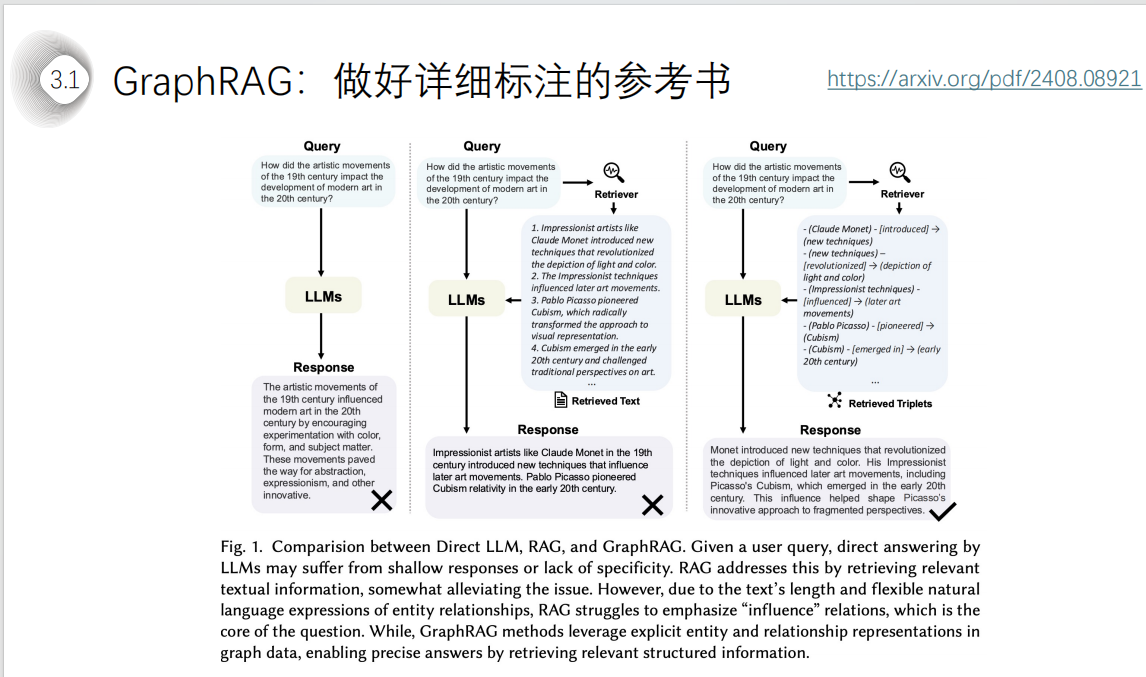 3.1
GraphRAG：做好详细标注的参考书
https://arxiv.org/pdf/2408.08921
Query
How did the artistic movements
of the 19th century impact the
development of modern art in
the 20th century?
LLMs
Response
The artistic movements of
the 19th century influenced
modern art in the 20th
century by encouraging
experimentation with color,
form, and subject matter.
These movements paved
the way for abstraction,
expressionism, and other
innovative.
Query
How did the artistic movements
of the 19th century impact the
development of modern art in
the 20th century?
Retriever
1. Impressionist artists like
Claude Monet introduced new
techniques that revolutionized
the depiction of light and color.
2. The Impressionist techniques
influenced later art movements.
3. Pablo Picasso pioneered
Cubism, which radically
transformed the approach to
visual representation.
4. Cubism emerged in the early
20th century and challenged
traditional perspectives on art.
...
Retrieved Text
LLMs
Response
Impressionist artists like Claude Monet in the 19th
century introduced new techniques that influence
later art movements. Pablo Picasso pioneered
Cubism relativity in the early 20th century.
Query
How did the artistic movements
of the 19th century impact the
development of modern art in
the 20th century?
Retriever
- (Claude Monet) - [introduced] →
(new techniques)
- (new techniques) –
[revolutionized] → (depiction of
light and color)
- (Impressionist techniques) -
[influenced] → (later art
movements)
- (Pablo Picasso) - [pioneered] →
(Cubism)
- (Cubism) - [emerged in] → (early
20th century)
...
Retrieved Triplets
LLMs
Response
Monet introduced new techniques that revolutionized
the depiction of light and color. His Impressionist
techniques influenced later art movements, including
Picasso's Cubism, which emerged in the early 20th
century. This influence helped shape Picasso's
innovative approach to fragmented perspectives.
Fig. 1. Comparision between Direct LLM, RAG, and GraphRAG. Given a user query, direct answering by
LLMs may suffer from shallow responses or lack of specificity. RAG addresses this by retrieving relevant
textual information, somewhat alleviating the issue. However, due to the text's length and flexible natural
language expressions of entity relationships, RAG struggles to emphasize “influence” relations, which is the
core of the question. While, GraphRAG methods leverage explicit entity and relationship representations in
graph data, enabling precise answers by retrieving relevant structured information.